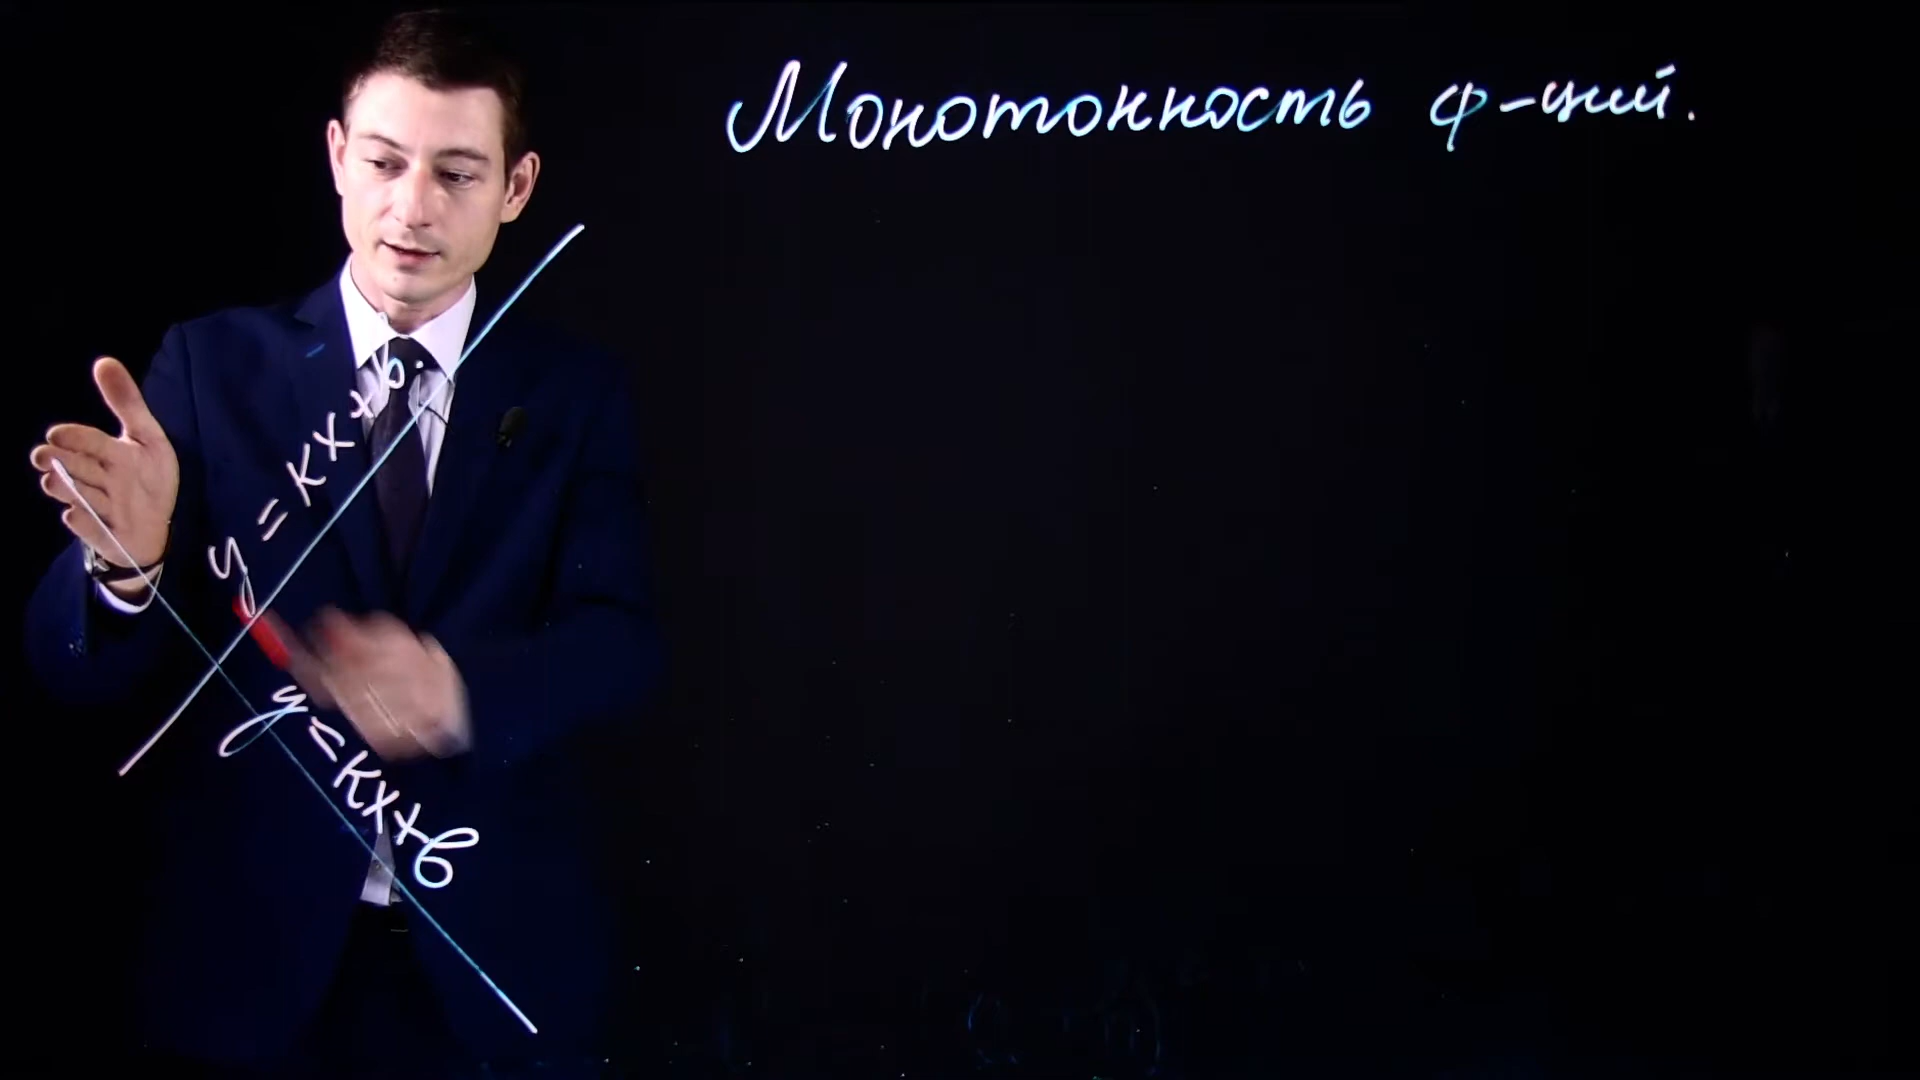 Монотонность ф-ций.
y = kx + b.
y = kx + b